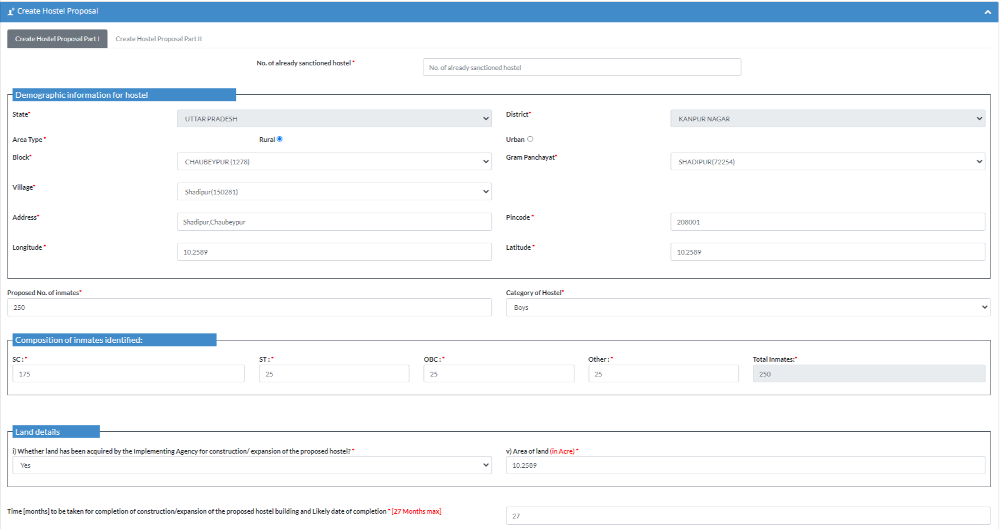 Create Hostel Proposal
Create Hostel Proposal Part I Create Hostel Proposal Part II
No. of already sanctioned hostel * No. of already sanctioned hostel
Demographic information for hostel
State* UTTAR PRADESH District* KANPUR NAGAR
Area Type * Rural Urban
Block* CHAUBEYPUR (1278) Gram Panchayat* SHADIPUR(72254)
Village* Shadipur(150281)
Address* Shadipur,Chaubeypur Pincode * 208001
Longitude * 10.2589 Latitude * 10.2589
Proposed No. of inmates* Category of Hostel*
250 Boys
Composition of inmates identified:
SC : * ST : * OBC : * Other : * Total Inmates:*
175 25 25 25 250
Land details
i) Whether land has been acquired by the Implementing Agency for construction/ expansion of the proposed hostel? * v) Area of land (in Acre) *
Yes 10.2589
Time [months] to be taken for completion of construction/expansion of the proposed hostel building and Likely date of completion * [27 Months max] 27